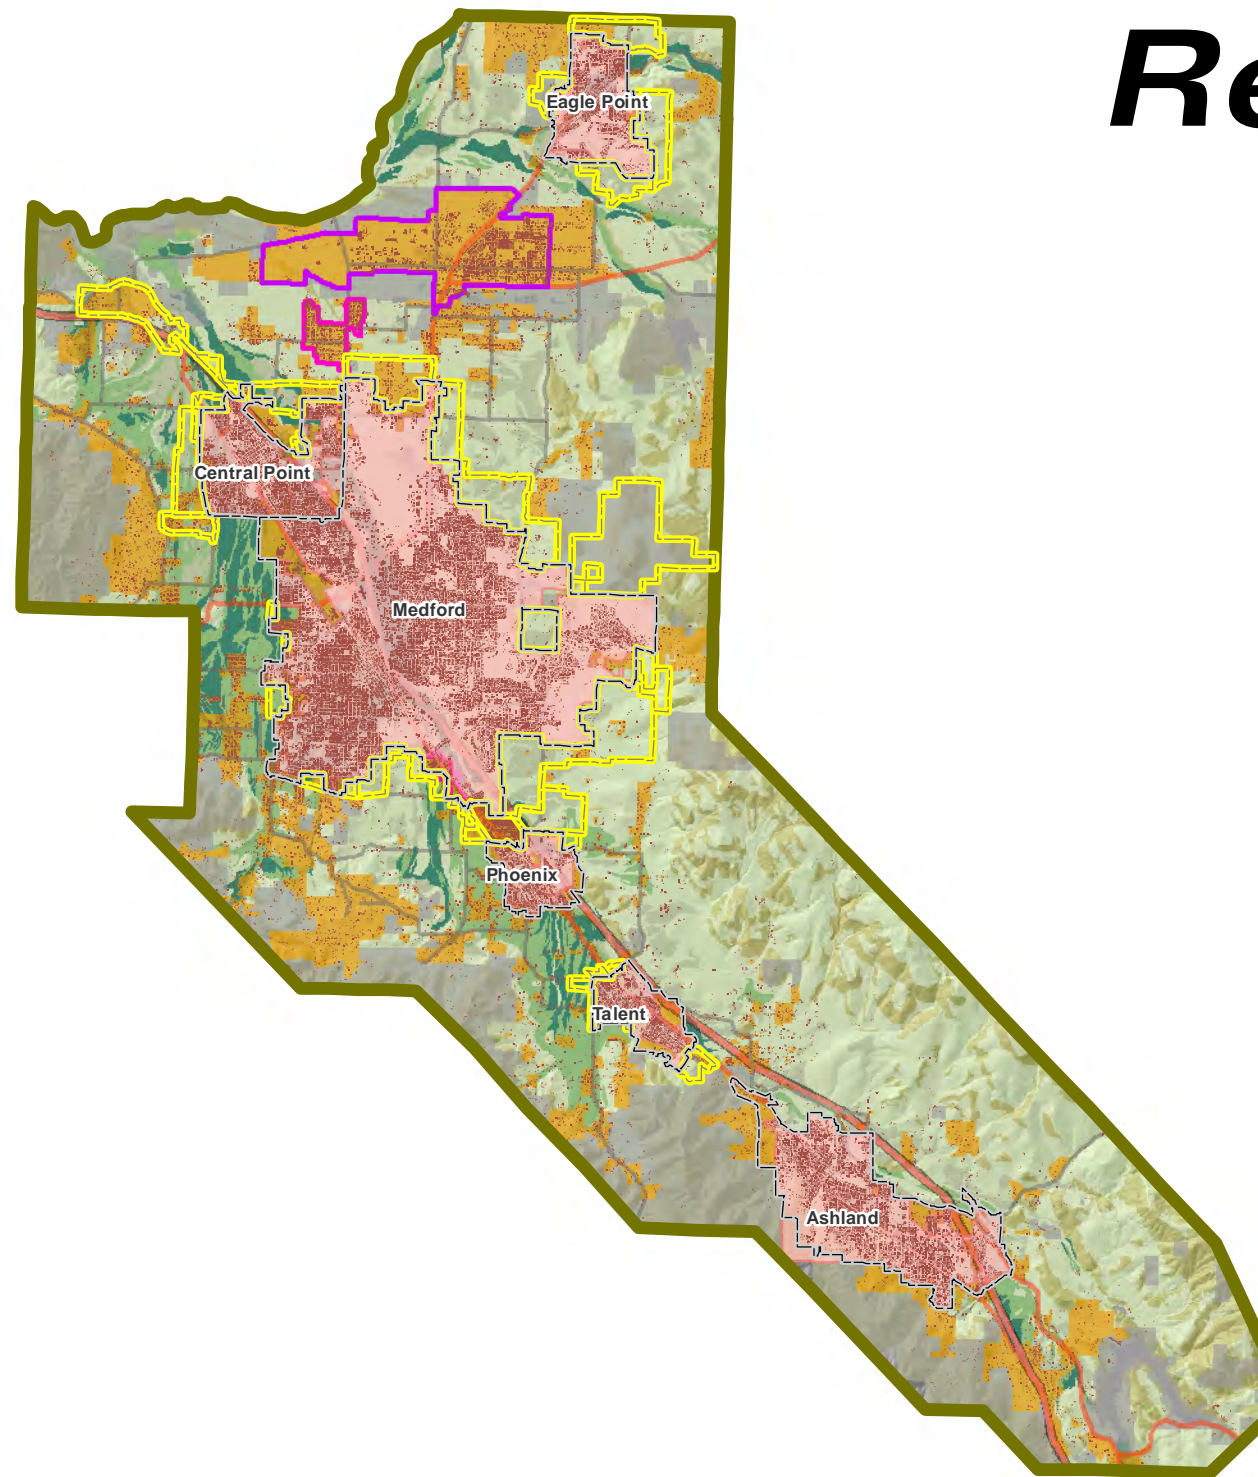 Re
Eagle Point
Central Point
Medford
Phoenix
Talent
Ashland